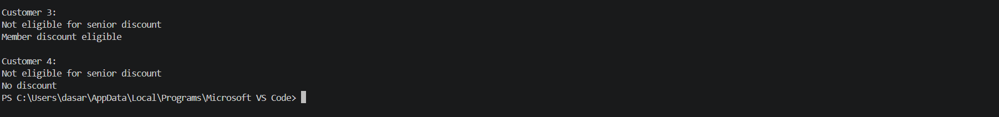 Customer 3:
Not eligible for senior discount
Member discount eligible
Customer 4:
Not eligible for senior discount
No discount
PS C:\Users\dasar\AppData\Local\Programs\Microsoft VS Code>